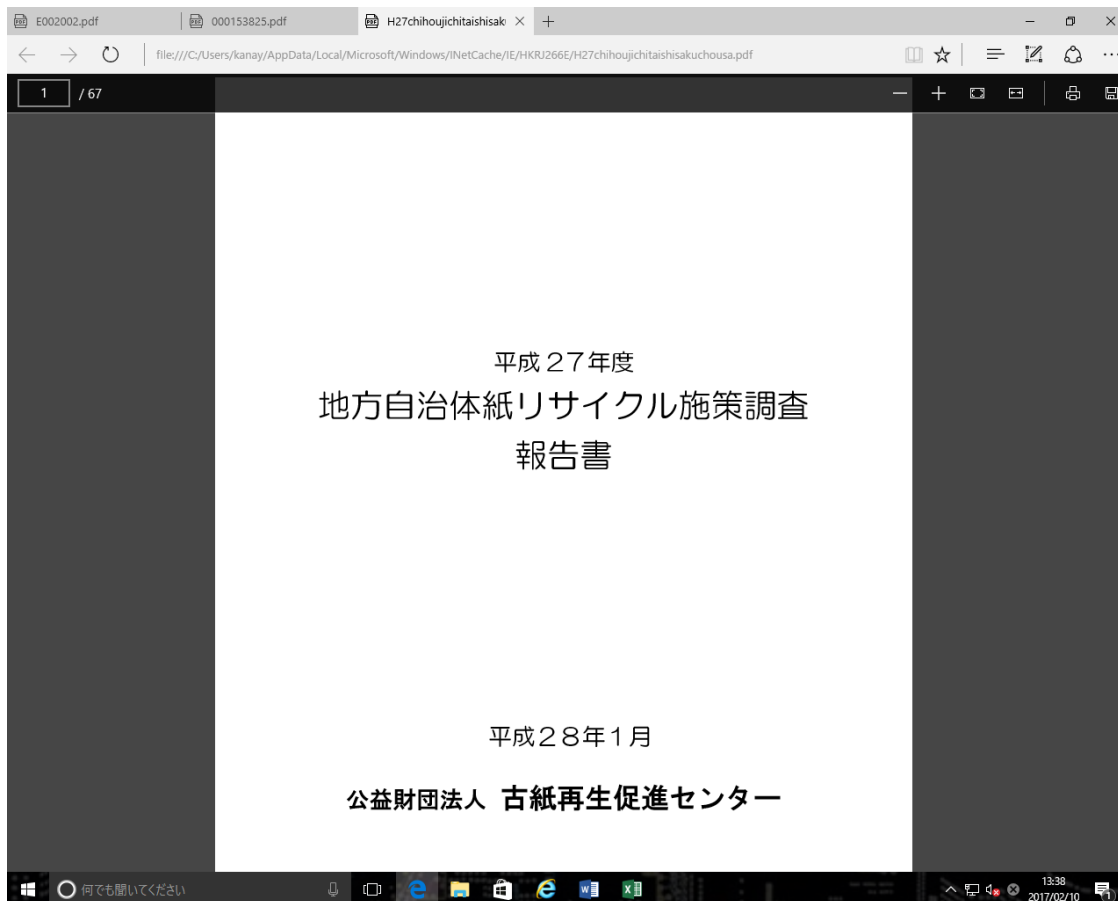 E002002.pdf
000153825.pdf
H27chihoujichitaishisak
file:///C:/Users/kanay/AppData/Local/Microsoft/Windows/INetCache/IE/HKRJ266E/H27chihoujichitaishisakuchousa.pdf
1 / 67
平成27年度
地方自治体紙リサイクル施策調査
報告書
平成28年1月
公益財団法人 古紙再生促進センター
何でも聞いてください
13:38
2017/02/10